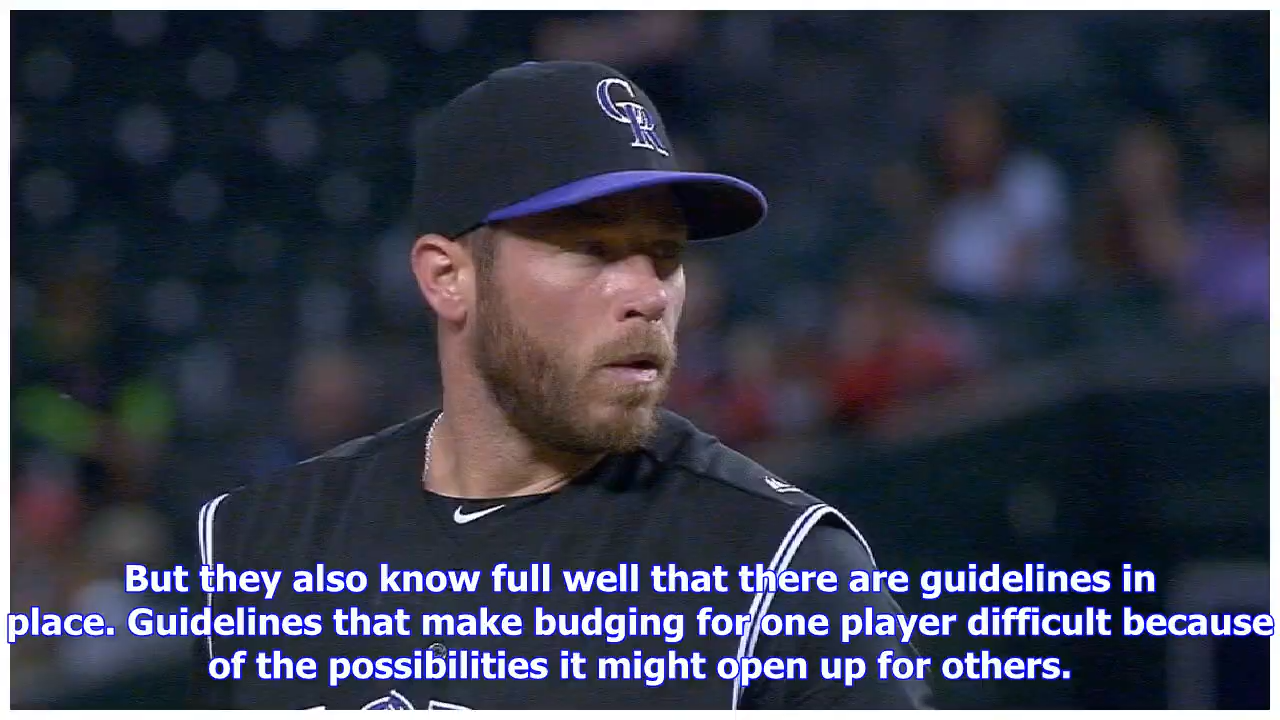 CR
But they also know full well that there are guidelines in
place. Guidelines that make budging for one player difficult because
of the possibilities it might open up for others.